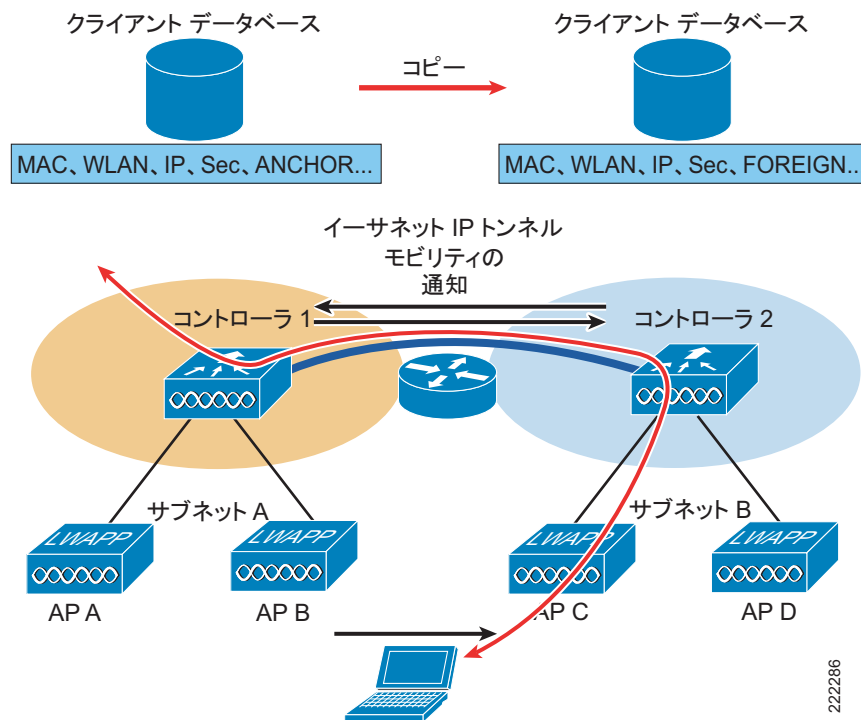 クライアント データベース
クライアント データベース
コピー
MAC、WLAN、IP、Sec、ANCHOR...
MAC、WLAN、IP、Sec、FOREIGN...
イーサネット IP トンネル
モビリティの
通知
コントローラ 1
コントローラ 2
サブネット A
サブネット B
LWAPP
LWAPP
LWAPP
LWAPP
AP A
AP B
AP C
AP D
222286